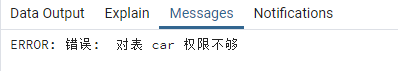 Data Output Explain Messages Notifications
ERROR: 错误: 对表 car 权限不够